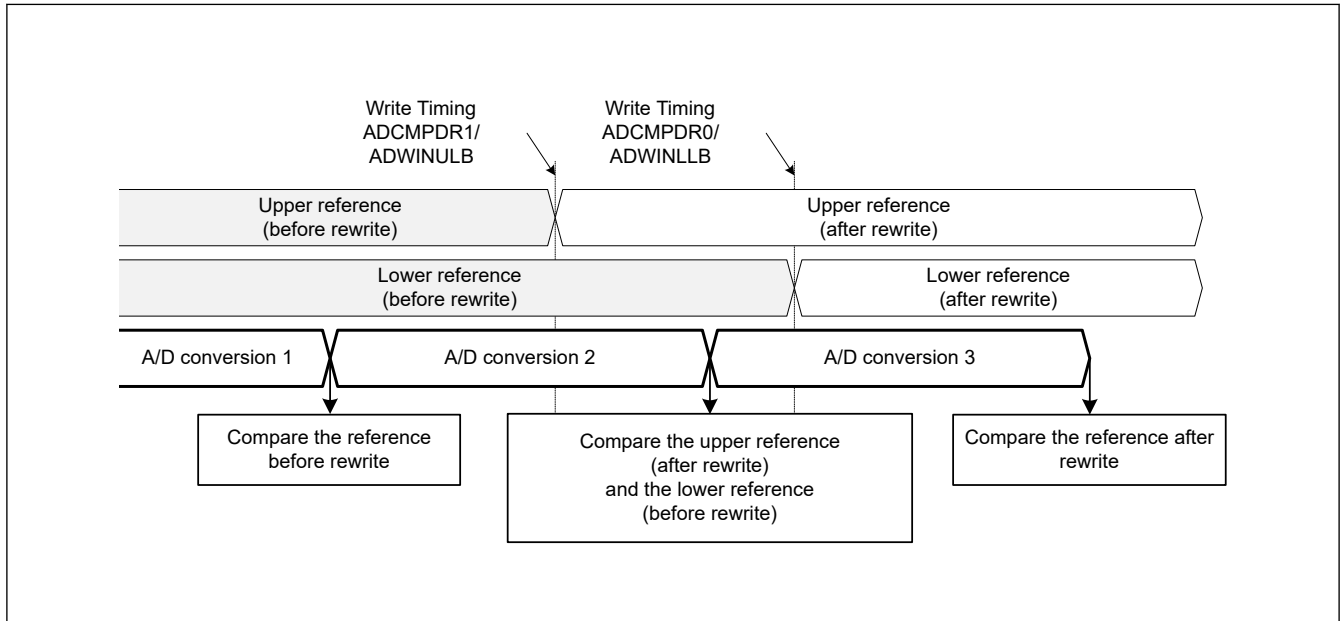 Write Timing
ADCMPDR1/
ADWINULB
Write Timing
ADCMPDR0/
ADWINLLB
Upper reference
(before rewrite)
Upper reference
(after rewrite)
Lower reference
(before rewrite)
Lower reference
(after rewrite)
A/D conversion 1
A/D conversion 2
A/D conversion 3
Compare the reference
before rewrite
Compare the upper reference
(after rewrite)
and the lower reference
(before rewrite)
Compare the reference after
rewrite